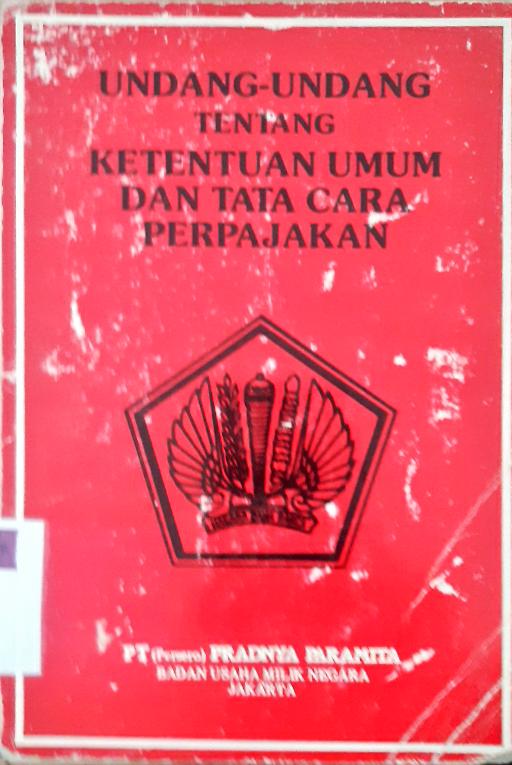 UNDANG-UNDANG
TENTANG
KETENTUAN UMUM
DAN TATA CARA
PERPAJAKAN
PT (Persero) PRADNYA PARAMITA
BADAN USAHA MILIK NEGARA
JAKARTA